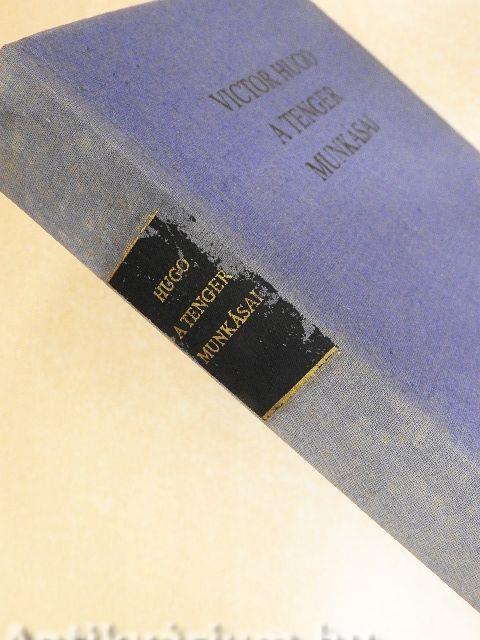 VICTOR HUGO
A TENGER
MUNKÁSAI
HUGO
A TENGER
MUNKÁSAI